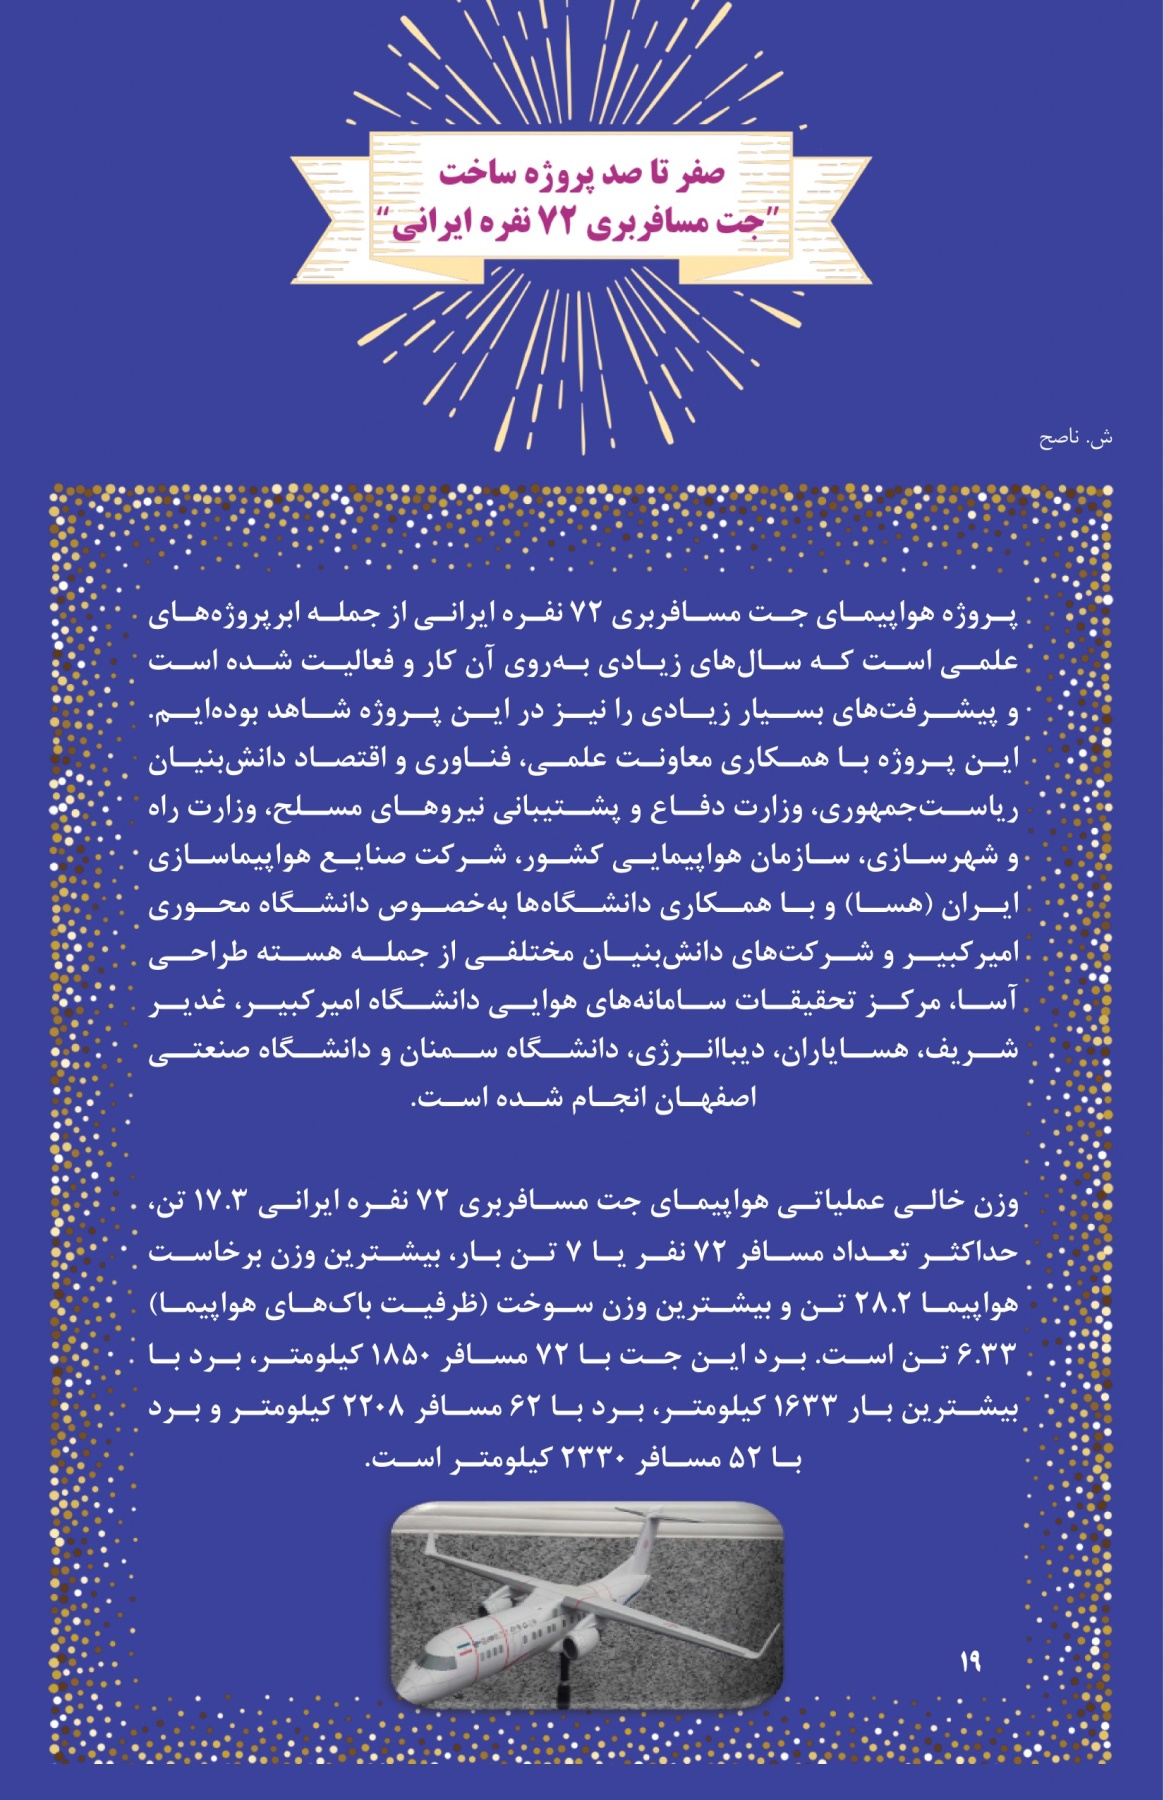 صفر تا صد پروژه ساخت
"جت مسافربری ۷۲ نفره ایرانی"
ش. ناصح
پروژه هواپیمای جت مسافربری ۷۲ نفره ایرانی از جمله ابرپروژه‌های
علمی است که سال‌های زیادی به‌روی آن کار و فعالیت شده است
و پیشرفت‌های بسیار زیادی را نیز در این پروژه شاهد بوده‌ایم.
این پروژه با همکاری معاونت علمی، فناوری و اقتصاد دانش‌بنیان
ریاست‌جمهوری، وزارت دفاع و پشتیبانی نیروهای مسلح، وزارت راه
و شهرسازی، سازمان هواپیمایی کشور، شرکت صنایع هواپیماسازی
ایران (هسا) و با همکاری دانشگاه‌ها به‌خصوص دانشگاه محوری
امیرکبیر و شرکت‌های دانش‌بنیان مختلفی از جمله هسته طراحی
آسا، مرکز تحقیقات سامانه‌های هوایی دانشگاه امیرکبیر، غدیر
شریف، هسایاران، دیباانرژی، دانشگاه سمنان و دانشگاه صنعتی
اصفهان انجام شده است.
وزن خالی عملیاتی هواپیمای جت مسافربری ۷۲ نفره ایرانی ۱۷.۳ تن،
حداکثر تعداد مسافر ۷۲ نفر یا ۷ تن بار، بیشترین وزن برخاست
هواپیما ۲۸.۲ تن و بیشترین وزن سوخت (ظرفیت باک‌های هواپیما)
۶.۳۳ تن است. برد این جت با ۷۲ مسافر ۱۸۵۰ کیلومتر، برد با
بیشترین بار ۱۶۳۳ کیلومتر، برد با ۶۲ مسافر ۲۲۰۸ کیلومتر و برد
با ۵۲ مسافر ۲۳۳۰ کیلومتر است.
۱۹